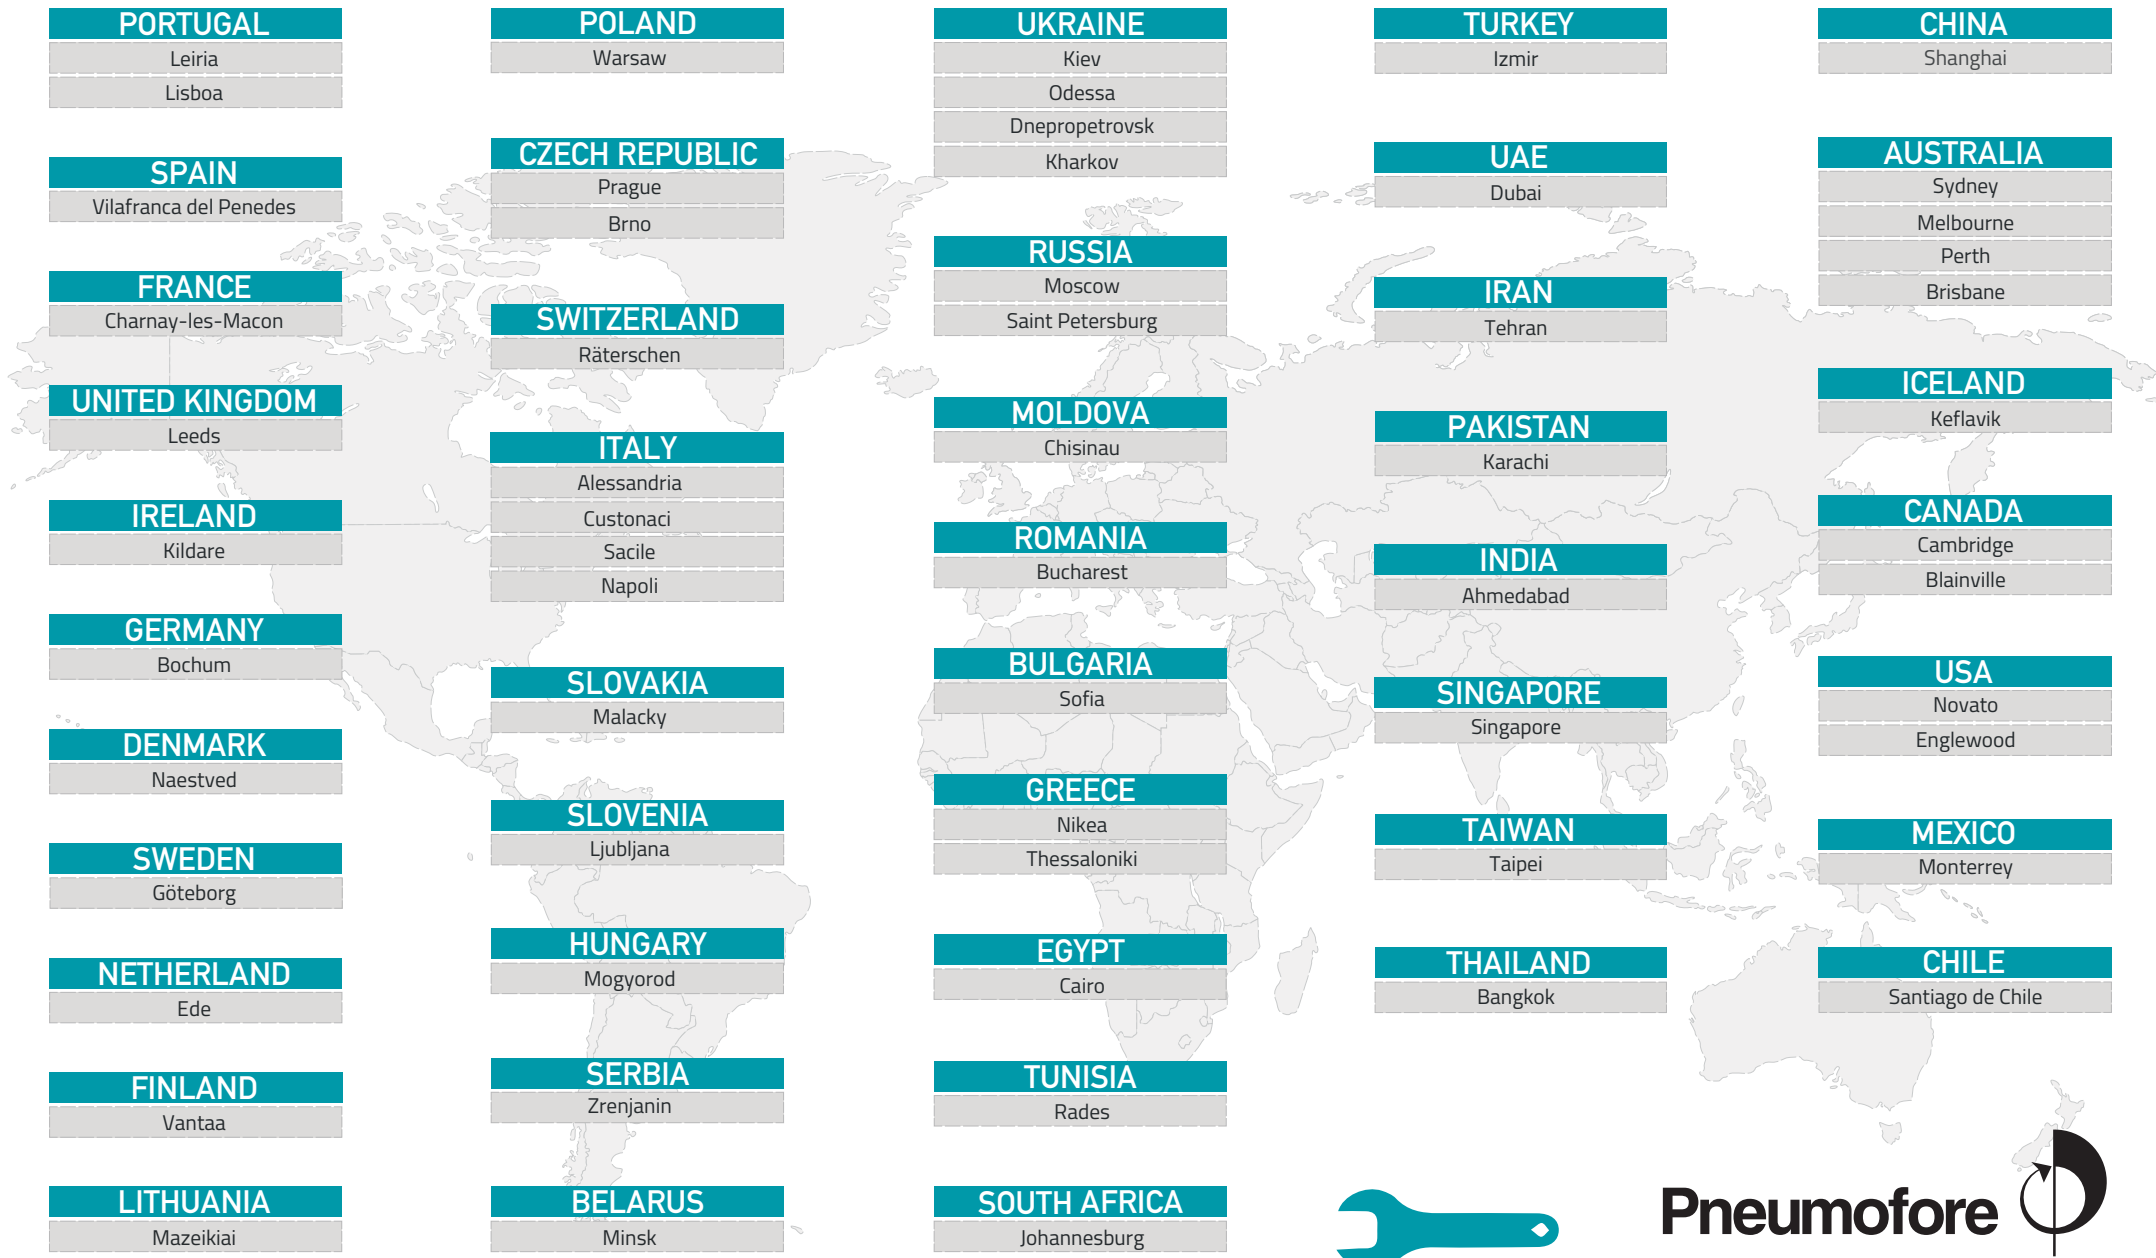 PORTUGAL
Leiria
Lisboa
SPAIN
Vilafranca del Penedes
FRANCE
Charnay-les-Macon
UNITED KINGDOM
Leeds
IRELAND
Kildare
GERMANY
Bochum
DENMARK
Naestved
SWEDEN
Göteborg
NETHERLAND
Ede
FINLAND
Vantaa
LITHUANIA
Mazeikiai
POLAND
Warsaw
CZECH REPUBLIC
Prague
Brno
SWITZERLAND
Räterschen
ITALY
Alessandria
Custonaci
Sacile
Napoli
SLOVAKIA
Malacky
SLOVENIA
Ljubljana
HUNGARY
Mogyorod
SERBIA
Zrenjanin
BELARUS
Minsk
UKRAINE
Kiev
Odessa
Dnepropetrovsk
Kharkov
RUSSIA
Moscow
Saint Petersburg
MOLDOVA
Chisinau
ROMANIA
Bucharest
BULGARIA
Sofia
GREECE
Nikea
Thessaloniki
EGYPT
Cairo
TUNISIA
Rades
SOUTH AFRICA
Johannesburg
TURKEY
Izmir
UAE
Dubai
IRAN
Tehran
PAKISTAN
Karachi
INDIA
Ahmedabad
SINGAPORE
Singapore
TAIWAN
Taipei
THAILAND
Bangkok
CHINA
Shanghai
AUSTRALIA
Sydney
Melbourne
Perth
Brisbane
ICELAND
Keflavik
CANADA
Cambridge
Blainville
USA
Novato
Englewood
MEXICO
Monterrey
CHILE
Santiago de Chile
Pneumofore